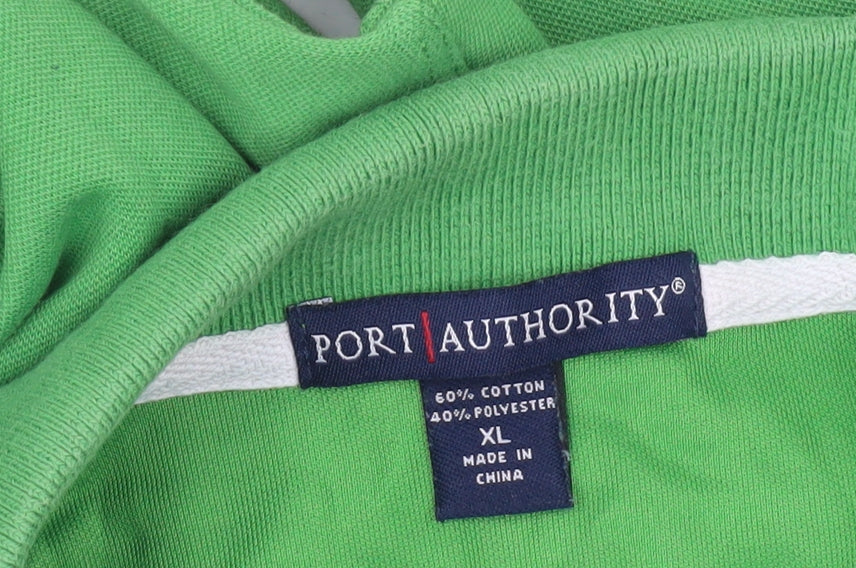 PORT AUTHORITY®
60% COTTON
40% POLYESTER
XL
MADE IN
CHINA